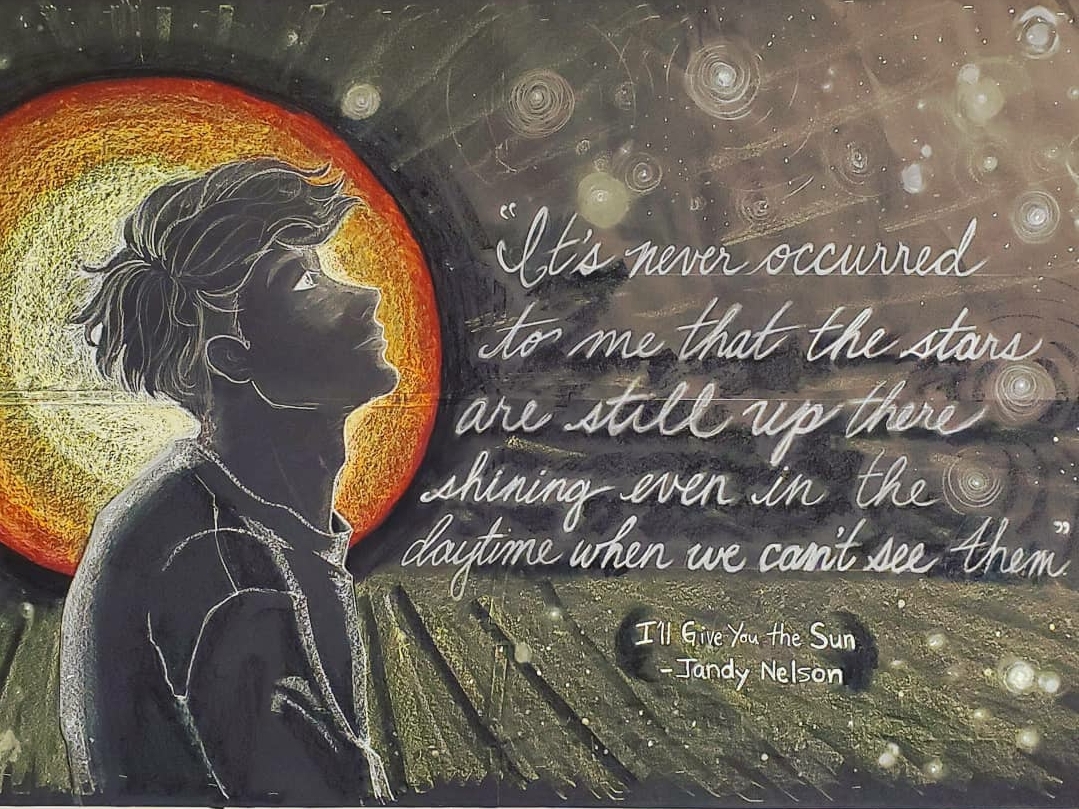 "It's never occurred
to me that the stars
are still up there
shining even in the
daytime when we can't see them"
I'll Give You the Sun
-Jandy Nelson